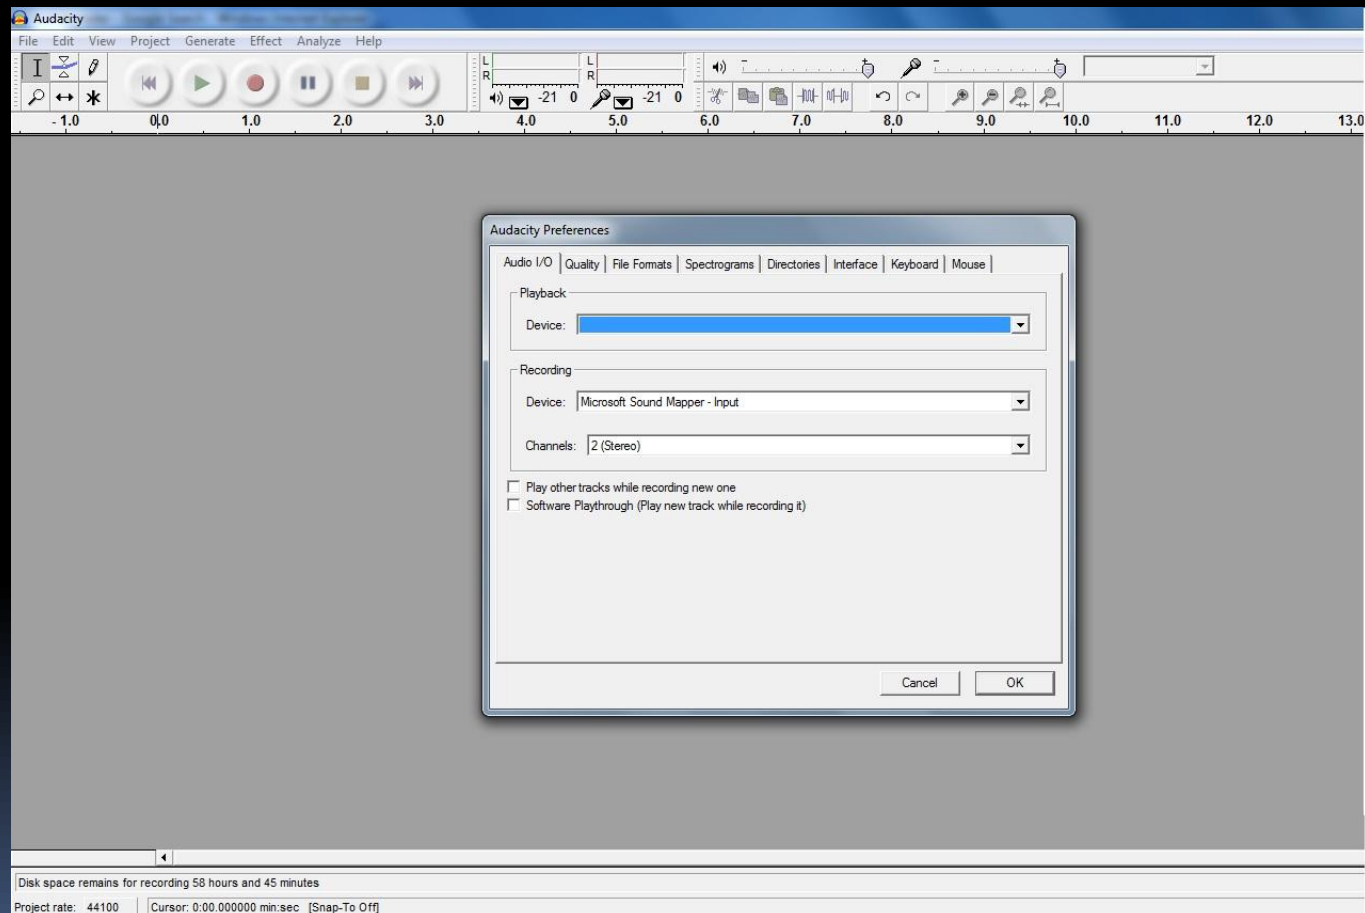 Audacity
File Edit View Project Generate Effect Analyze Help
L L
R R
-21 0 -21 0
- 1.0 0.0 1.0 2.0 3.0 4.0 5.0 6.0 7.0 8.0 9.0 10.0 11.0 12.0 13.0
Audacity Preferences
Audio I/O Quality File Formats Spectrograms Directories Interface Keyboard Mouse
Playback
Device:
Recording
Device: Microsoft Sound Mapper - Input
Channels: 2 (Stereo)
Play other tracks while recording new one
Software Playthrough (Play new track while recording it)
Cancel OK
Disk space remains for recording 58 hours and 45 minutes
Project rate: 44100 Cursor: 0:00.000000 min:sec [Snap-To Off]